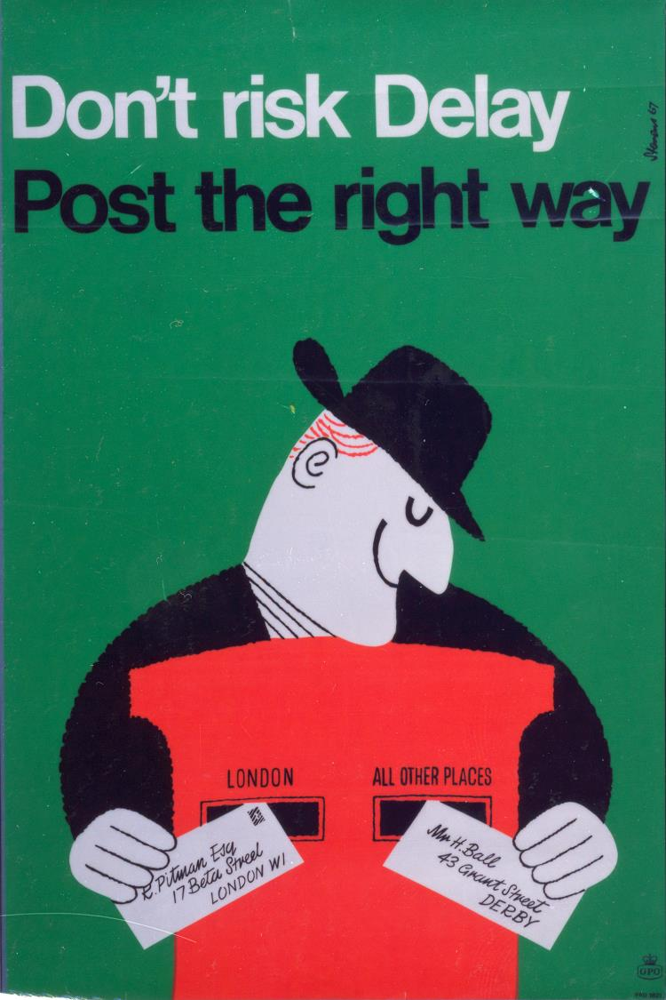 Don't risk Delay
Post the right way
67
LONDON
ALL OTHER PLACES
R. Pitman Esq
17 Beta Street
LONDON W1
Mr H. Ball
43 Grant Street
DERBY
GPO